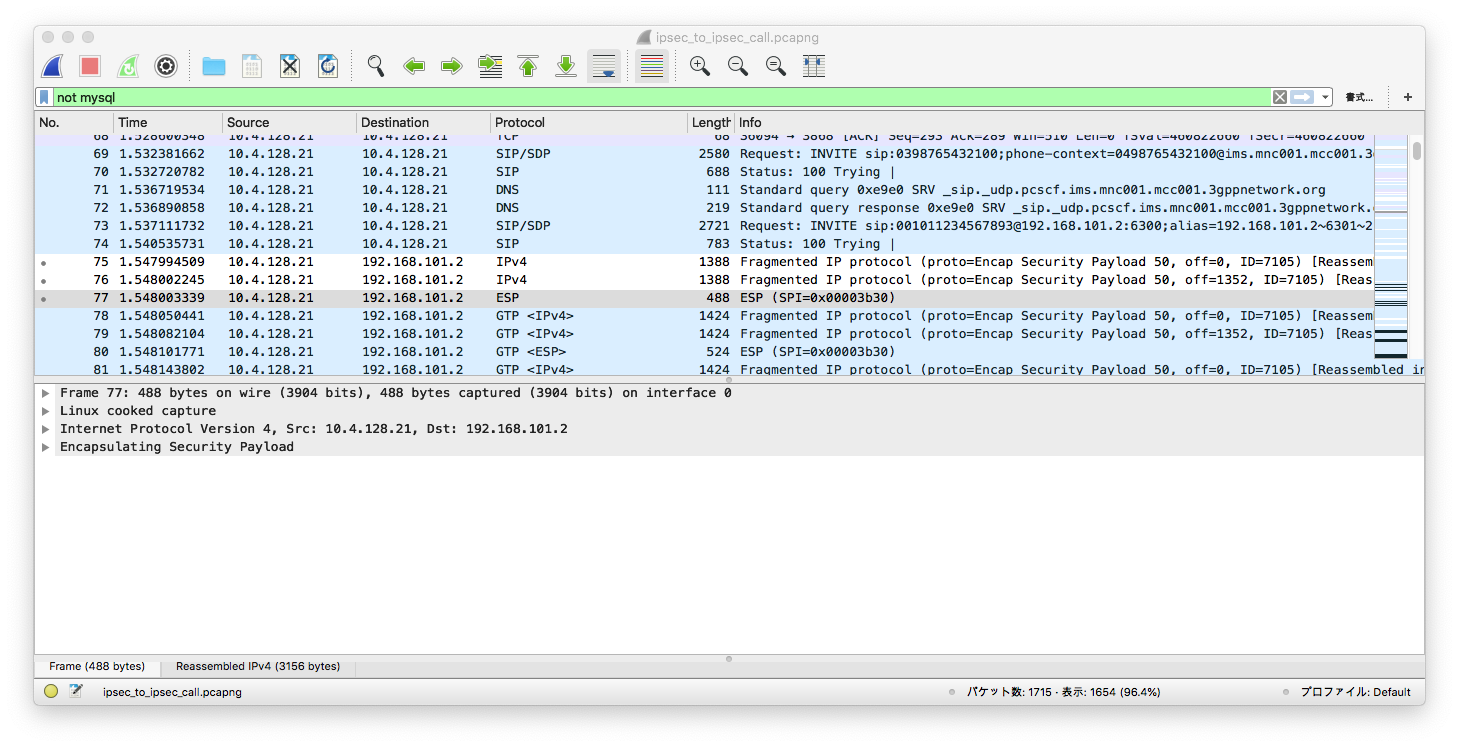 ipsec_to_ipsec_call.pcapng
not mysql 書式... +
No. Time Source Destination Protocol Length Info
68 1.528600348 10.4.128.21 10.4.128.21 TCP 68 36094 → 3868 [ACK] Seq=293 Ack=289 Win=510 Len=0 TSval=460822660 TSecr=460822660
69 1.532381662 10.4.128.21 10.4.128.21 SIP/SDP 2580 Request: INVITE sip:0398765432100;phone-context=0498765432100@ims.mnc001.mcc001.3
70 1.532720782 10.4.128.21 10.4.128.21 SIP 688 Status: 100 Trying |
71 1.536719534 10.4.128.21 10.4.128.21 DNS 111 Standard query 0xe9e0 SRV _sip._udp.pcscf.ims.mnc001.mcc001.3gppnetwork.org
72 1.536890858 10.4.128.21 10.4.128.21 DNS 219 Standard query response 0xe9e0 SRV _sip._udp.pcscf.ims.mnc001.mcc001.3gppnetwork.
73 1.537111732 10.4.128.21 10.4.128.21 SIP/SDP 2721 Request: INVITE sip:001011234567893@192.168.101.2:6300;alias=192.168.101.2~6301~2
74 1.540535731 10.4.128.21 10.4.128.21 SIP 783 Status: 100 Trying |
75 1.547994509 10.4.128.21 192.168.101.2 IPv4 1388 Fragmented IP protocol (proto=Encap Security Payload 50, off=0, ID=7105) [Reassem
76 1.548002245 10.4.128.21 192.168.101.2 IPv4 1388 Fragmented IP protocol (proto=Encap Security Payload 50, off=1352, ID=7105) [Reas
77 1.548003339 10.4.128.21 192.168.101.2 ESP 488 ESP (SPI=0x00003b30)
78 1.548050441 10.4.128.21 192.168.101.2 GTP <IPv4> 1424 Fragmented IP protocol (proto=Encap Security Payload 50, off=0, ID=7105) [Reassem
79 1.548082104 10.4.128.21 192.168.101.2 GTP <IPv4> 1424 Fragmented IP protocol (proto=Encap Security Payload 50, off=1352, ID=7105) [Reas
80 1.548101771 10.4.128.21 192.168.101.2 GTP <ESP> 524 ESP (SPI=0x00003b30)
81 1.548143802 10.4.128.21 192.168.101.2 GTP <IPv4> 1424 Fragmented IP protocol (proto=Encap Security Payload 50, off=0, ID=7105) [Reassembled in
Frame 77: 488 bytes on wire (3904 bits), 488 bytes captured (3904 bits) on interface 0
Linux cooked capture
Internet Protocol Version 4, Src: 10.4.128.21, Dst: 192.168.101.2
Encapsulating Security Payload
Frame (488 bytes) Reassembled IPv4 (3156 bytes)
ipsec_to_ipsec_call.pcapng パケット数: 1715 · 表示: 1654 (96.4%) プロファイル: Default